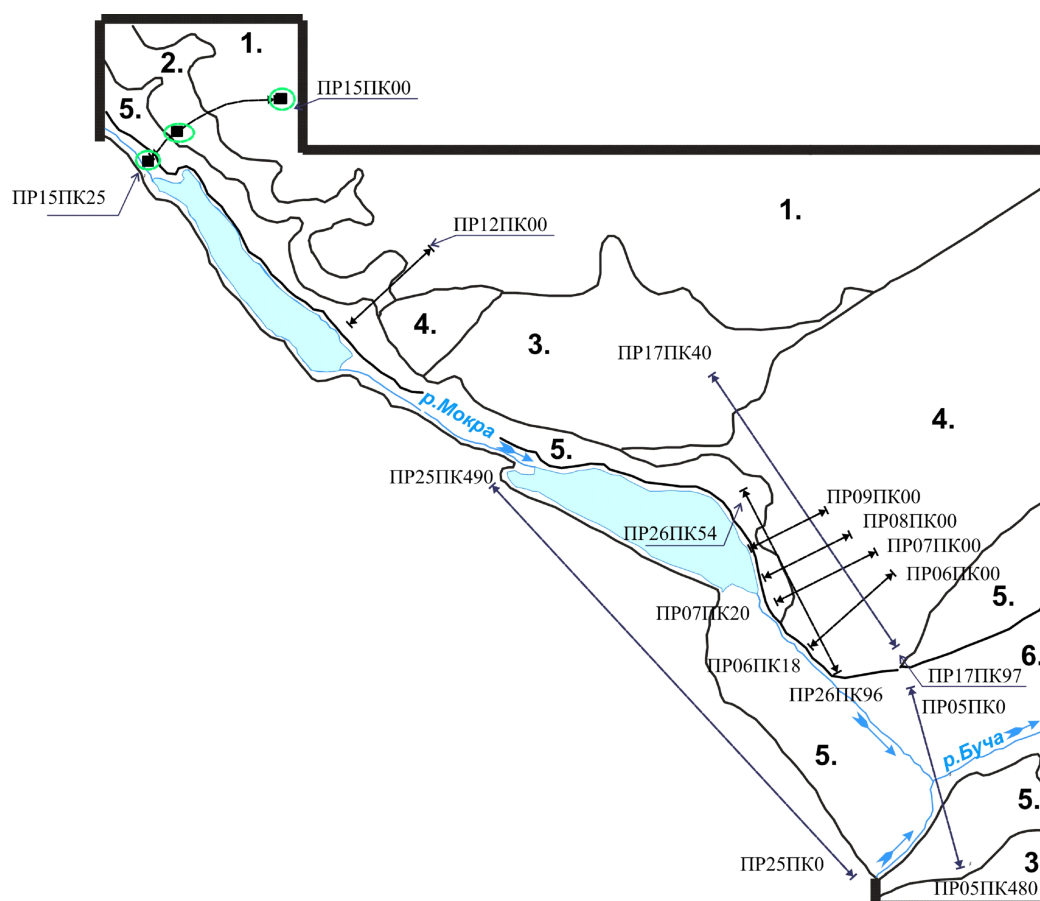 1.
2.
ПР15ПК00
5.
ПР15ПК25
1.
ПР12ПК00
4.
3.
ПР17ПК40
р.Мокра
4.
5.
ПР25ПК490
ПР09ПК00
ПР08ПК00
ПР26ПК54
ПР07ПК00
ПР06ПК00
5.
ПР07ПК20
6.
ПР06ПК18
ПР17ПК97
ПР26ПК96
ПР05ПК0
р.Буча
5.
5.
ПР25ПК0
3
ПР05ПК480